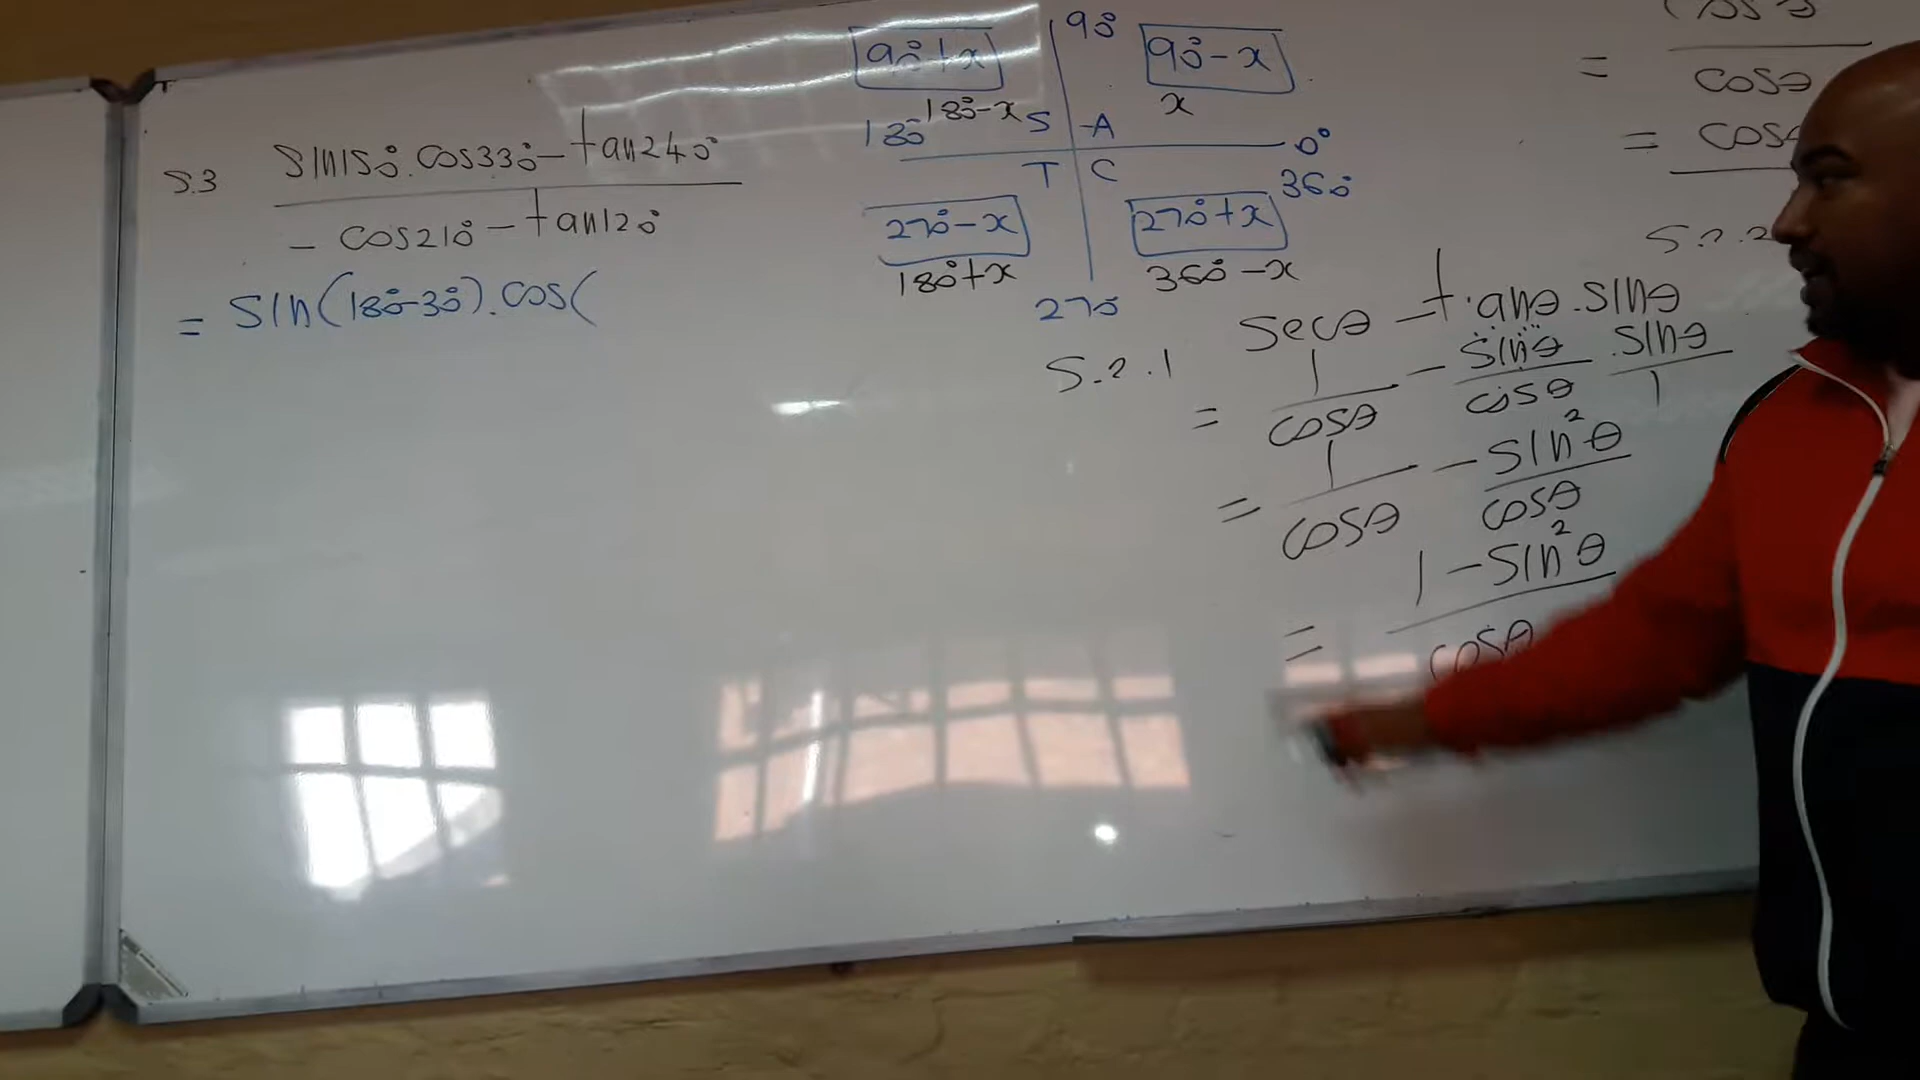 5.3 sin150°.cos330° - tan240°
- cos210° - tan120°
= sin(180°-30°).cos(
90°
90°+x
90°-x
180°-x
x
180°
S
A
0°
T
C
360°
270°-x
270°+x
180°+x
360°-x
270°
5.2.1 secθ - tanθ.sinθ
= 1/cosθ - sinθ/cosθ . sinθ/1
= 1/cosθ - sin²θ/cosθ
= 1-sin²θ/cosθ
=
cosθ
= cos
5.2.2